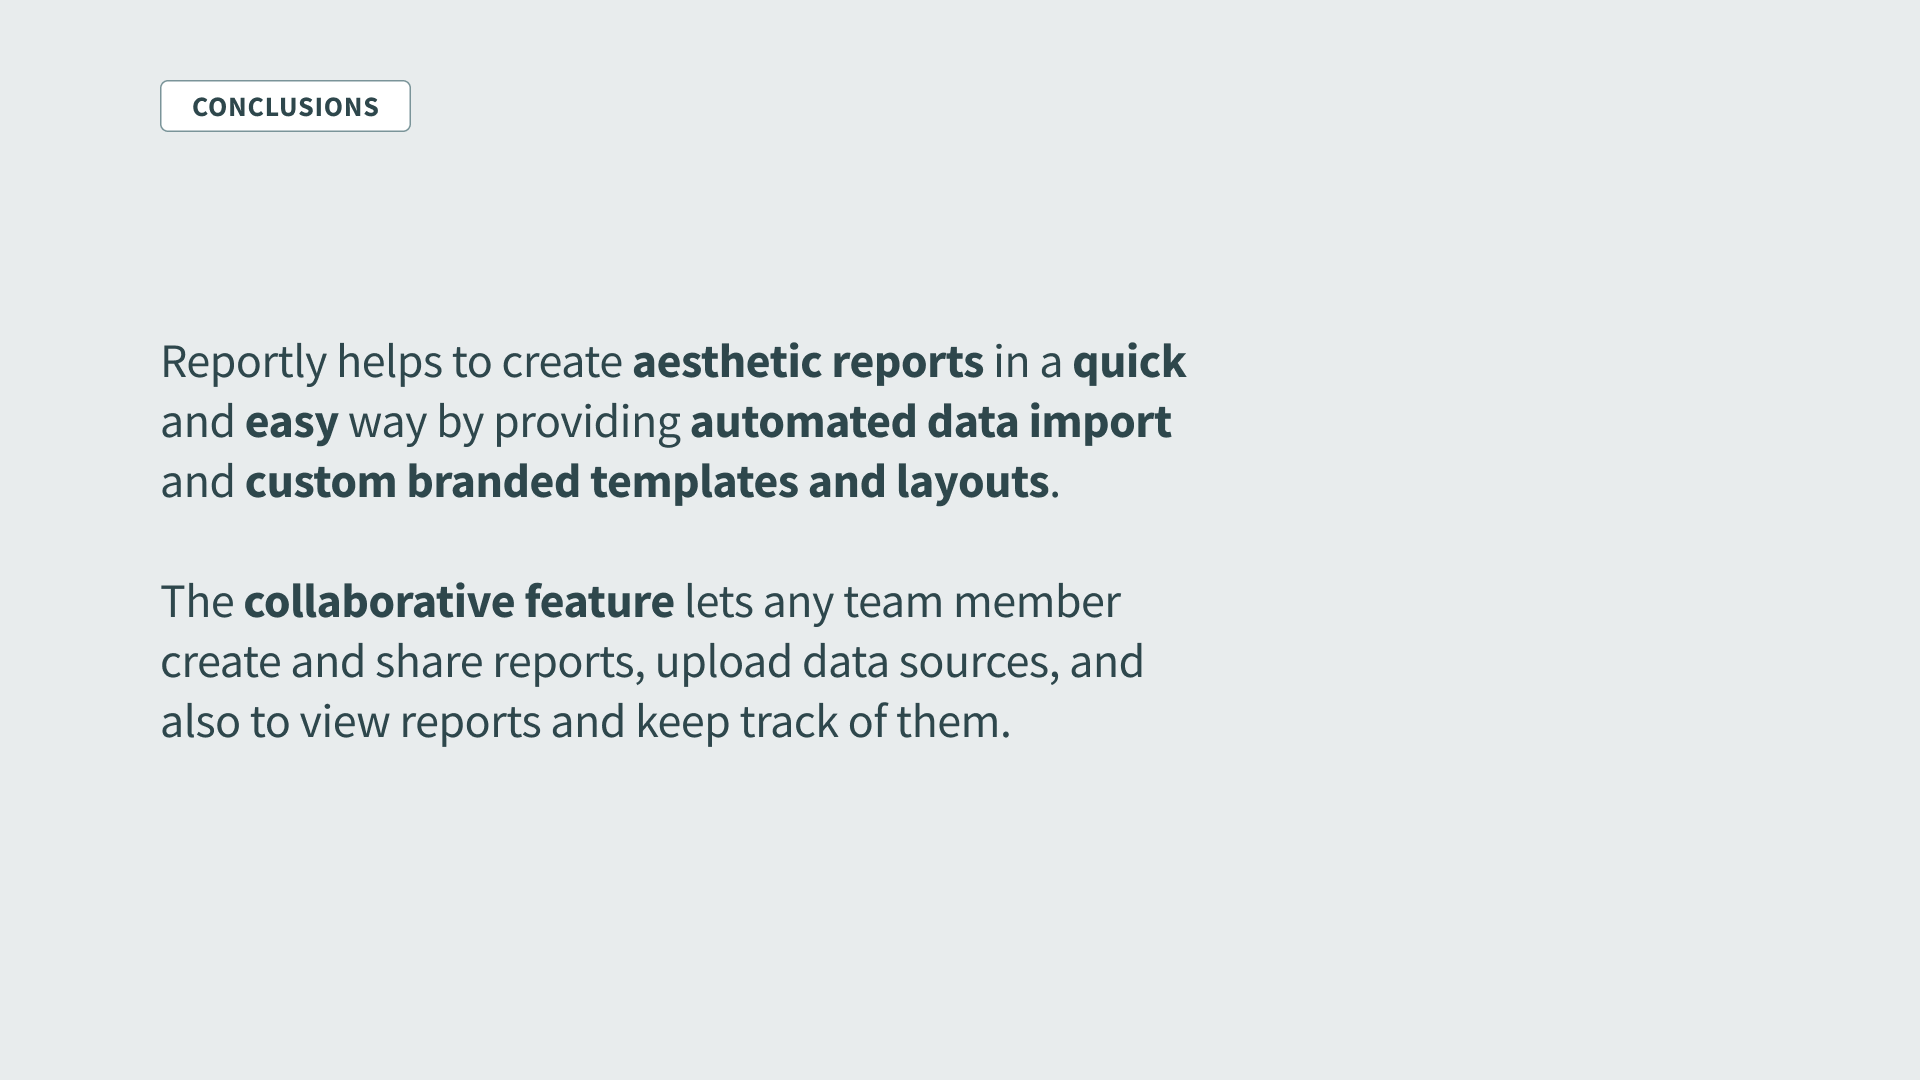 CONCLUSIONS
Reportly helps to create aesthetic reports in a quick
and easy way by providing automated data import
and custom branded templates and layouts.
The collaborative feature lets any team member
create and share reports, upload data sources, and
also to view reports and keep track of them.